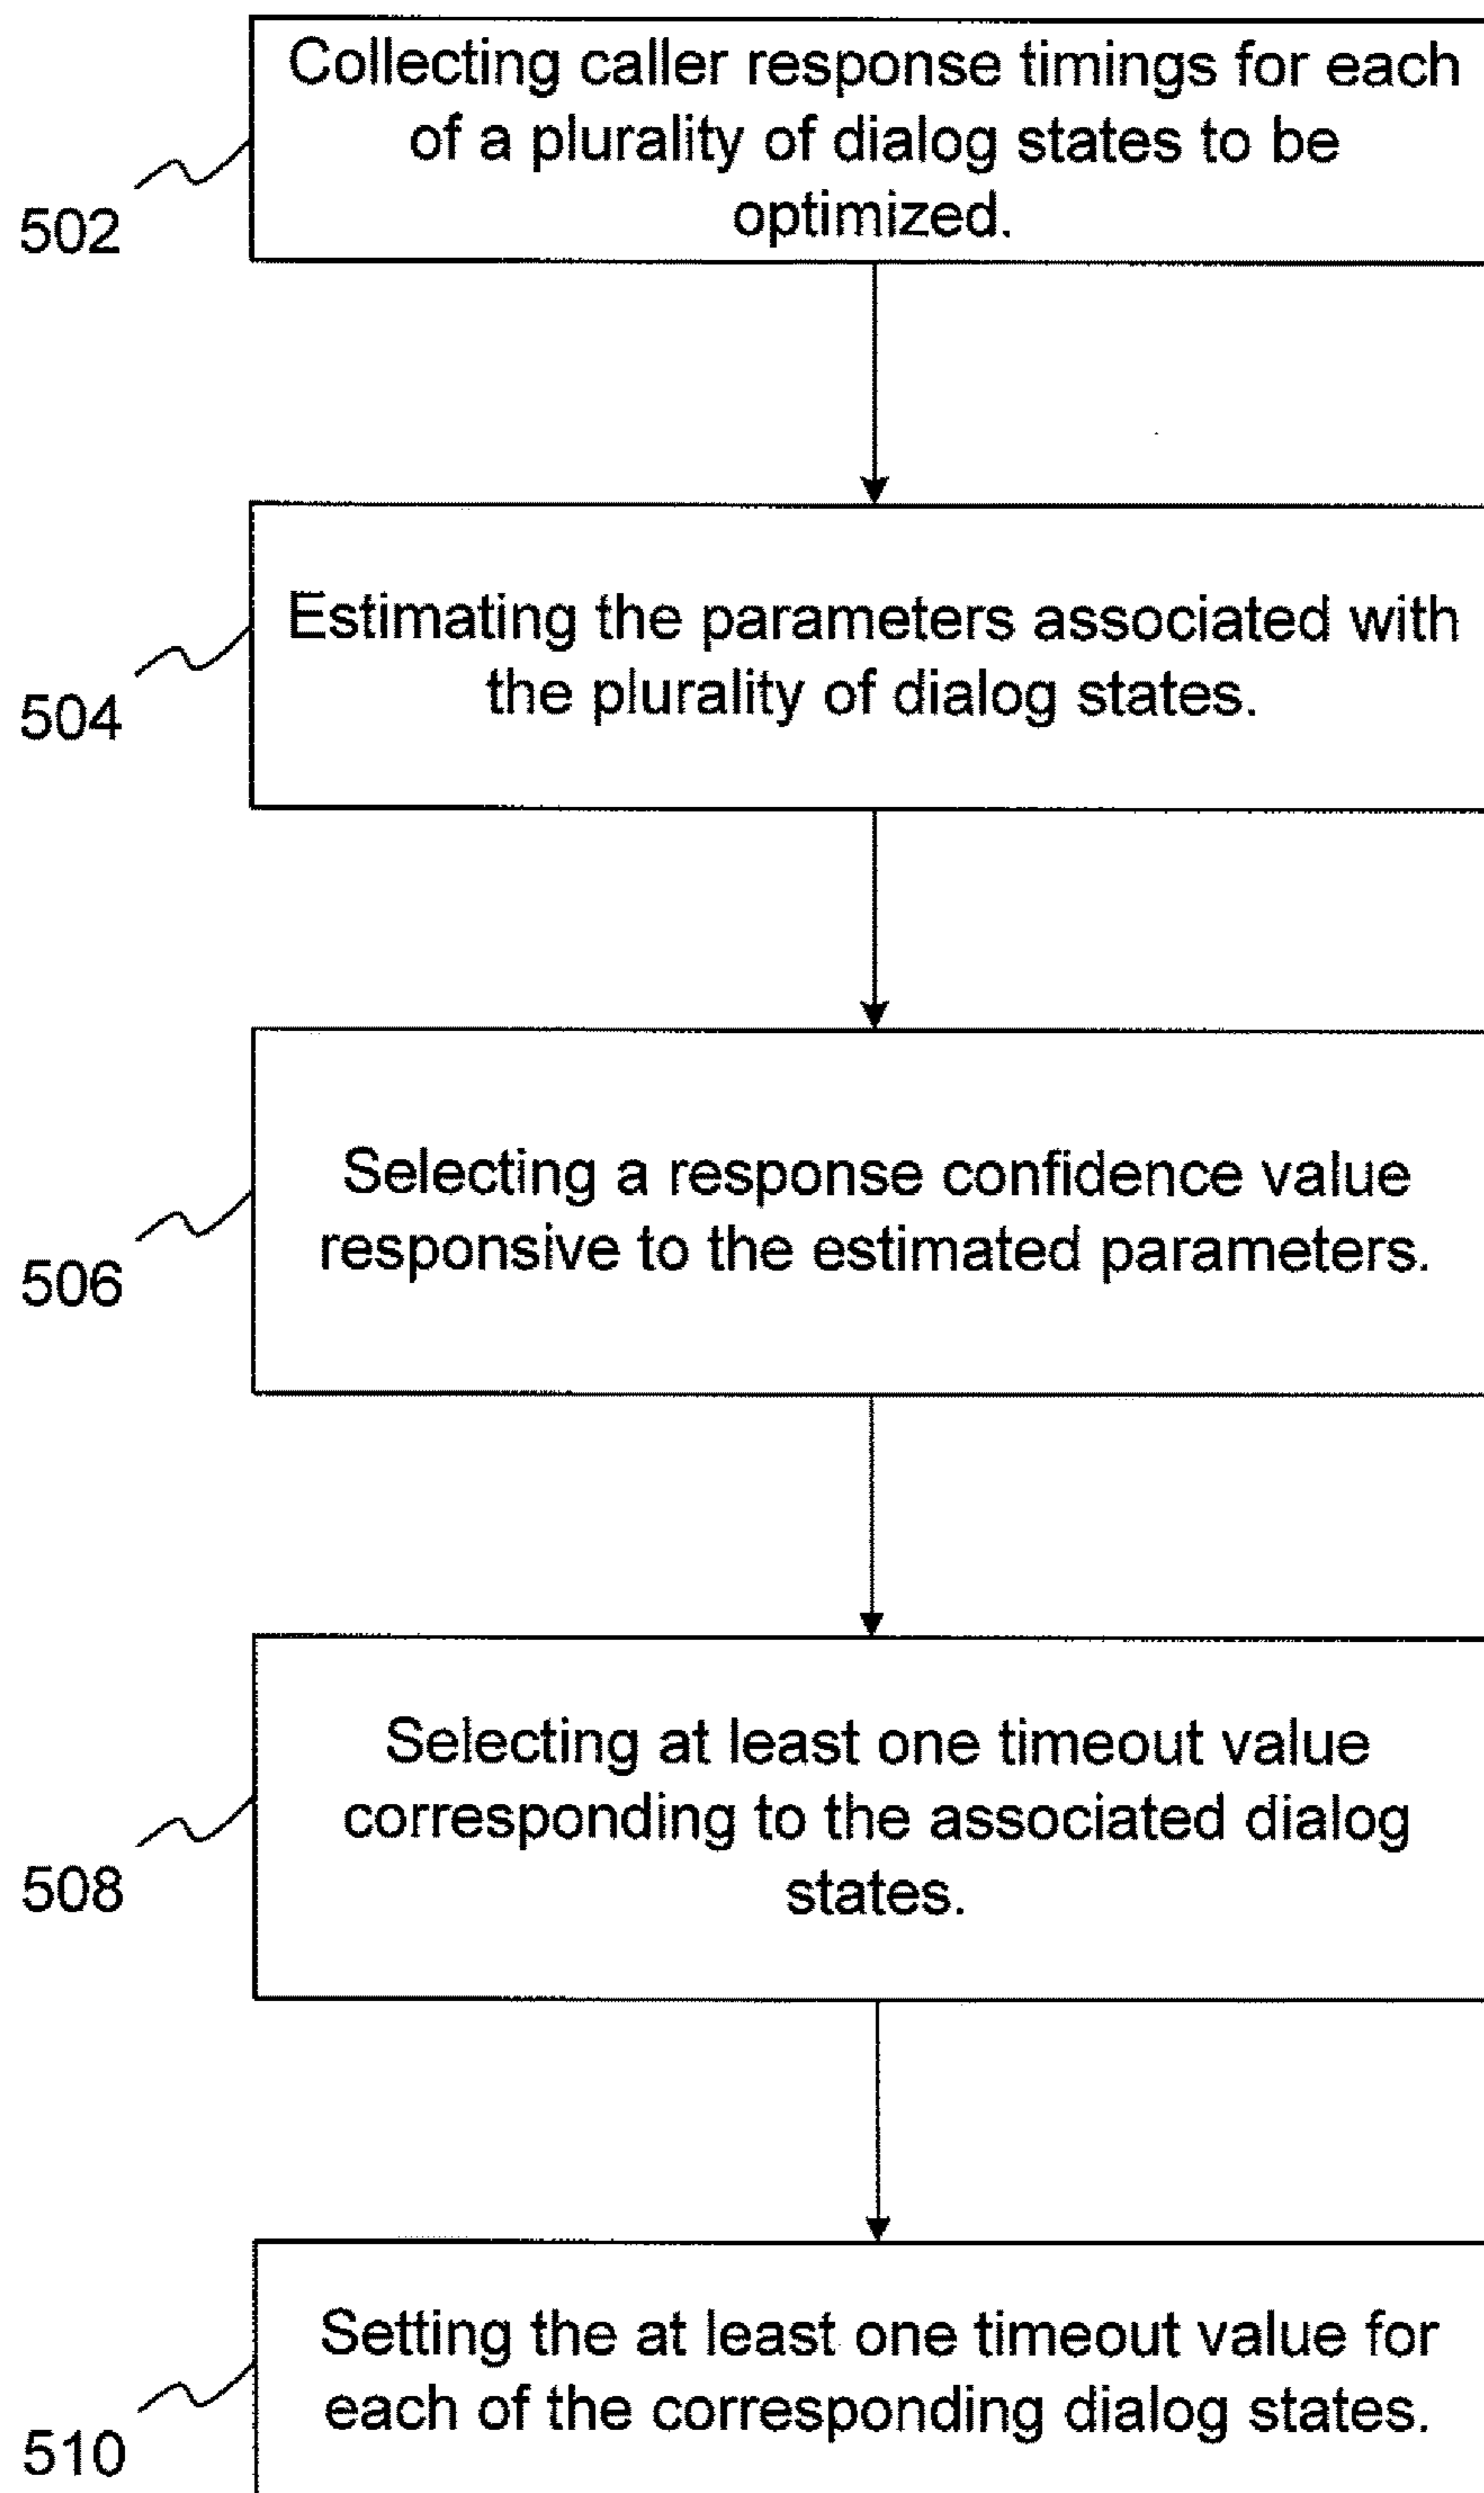 Collecting caller response timings for each
of a plurality of dialog states to be
optimized.
502
Estimating the parameters associated with
the plurality of dialog states.
504
Selecting a response confidence value
responsive to the estimated parameters.
506
Selecting at least one timeout value
corresponding to the associated dialog
states.
508
Setting the at least one timeout value for
each of the corresponding dialog states.
510